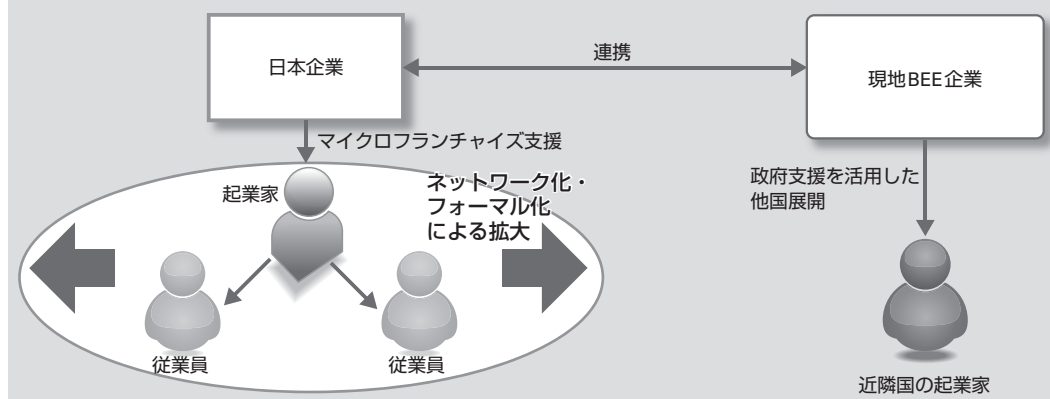 日本企業
連携
現地BEE企業
マイクロフランチャイズ支援
起業家
ネットワーク化・
フォーマル化
による拡大
政府支援を活用した
他国展開
従業員
従業員
近隣国の起業家